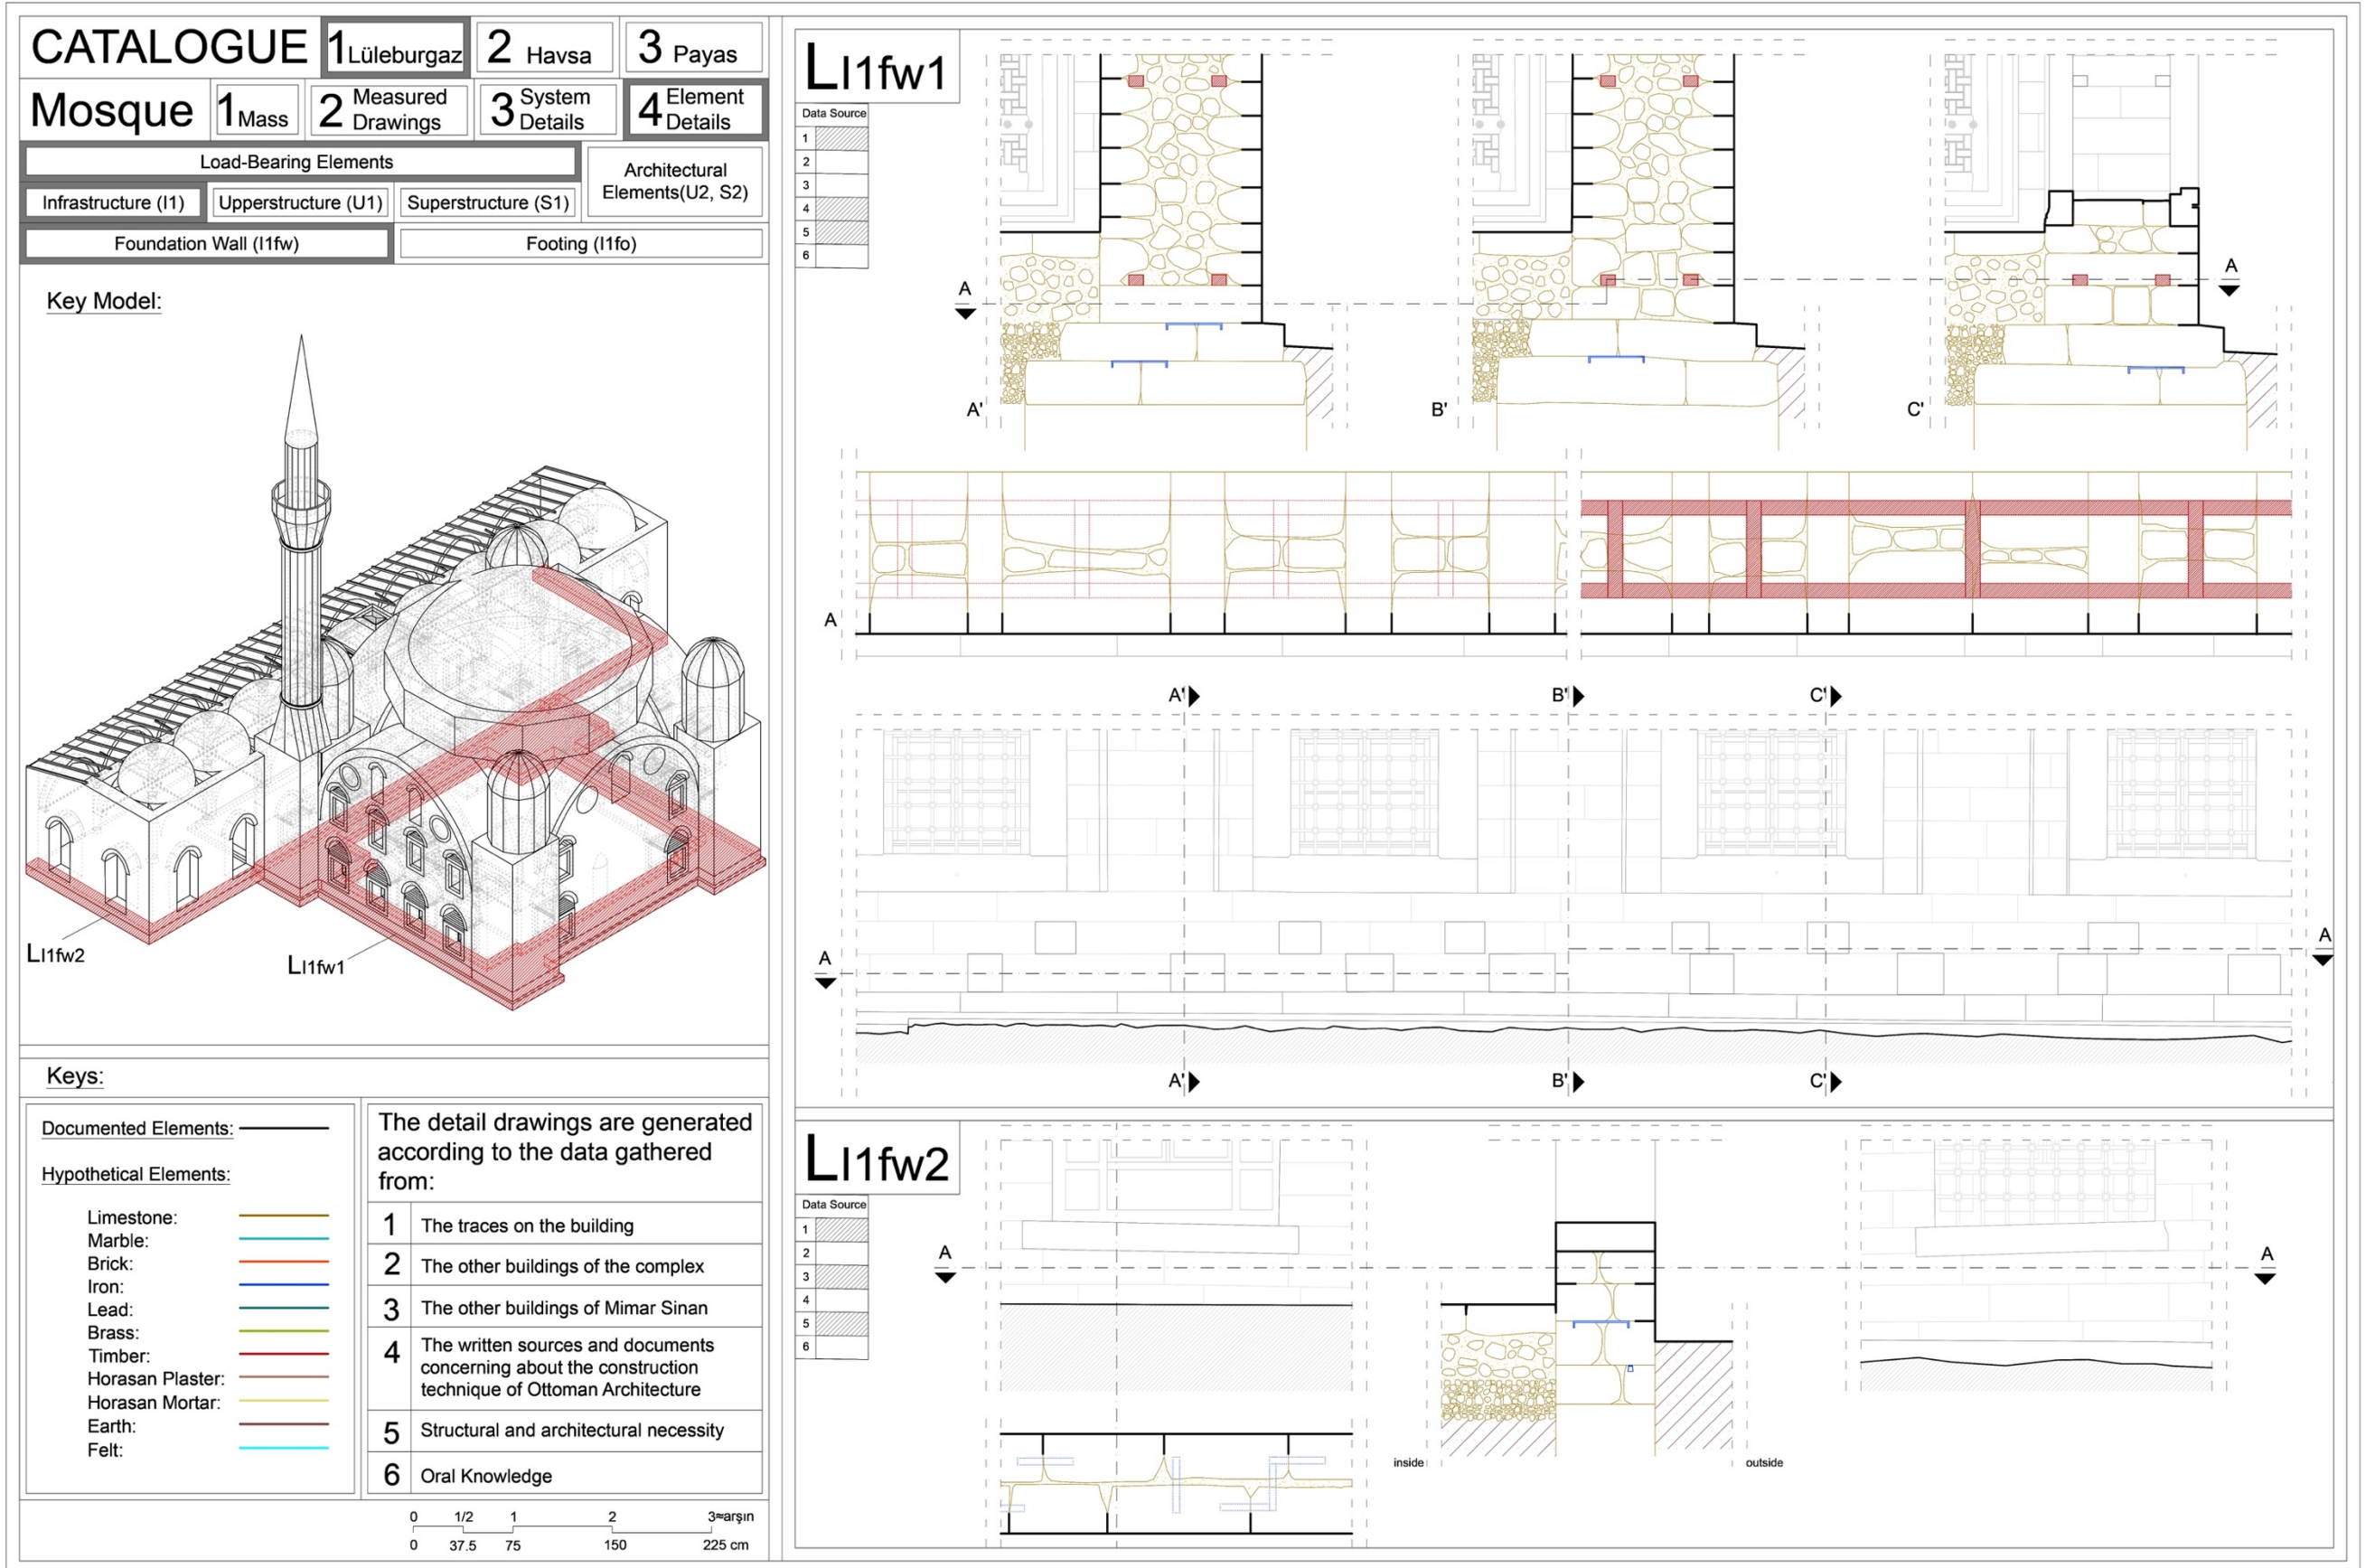 CATALOGUE
1 Lüleburgaz
2 Havsa
3 Payas
Mosque
1 Mass
2 Measured
Drawings
3 System
Details
4 Element
Details
Load-Bearing Elements
Architectural
Elements(U2, S2)
Infrastructure (I1)
Upperstructure (U1)
Superstructure (S1)
Foundation Wall (I1fw)
Footing (I1fo)
Key Model:
LI1fw2
LI1fw1
Keys:
Documented Elements:
Hypothetical Elements:
Limestone:
Marble:
Brick:
Iron:
Lead:
Brass:
Timber:
Horasan Plaster:
Horasan Mortar:
Earth:
Felt:
The detail drawings are generated
according to the data gathered
from:
1 The traces on the building
2 The other buildings of the complex
3 The other buildings of Mimar Sinan
4 The written sources and documents
concerning about the construction
technique of Ottoman Architecture
5 Structural and architectural necessity
6 Oral Knowledge
0 1/2 1 2 3≈arşın
0 37.5 75 150 225 cm
LI1fw1
Data Source
1
2
3
4
5
6
A
A
A'
B'
C'
A
A'
B'
C'
A
A
A'
B'
C'
LI1fw2
Data Source
1
2
3
4
5
6
A
A
inside
outside